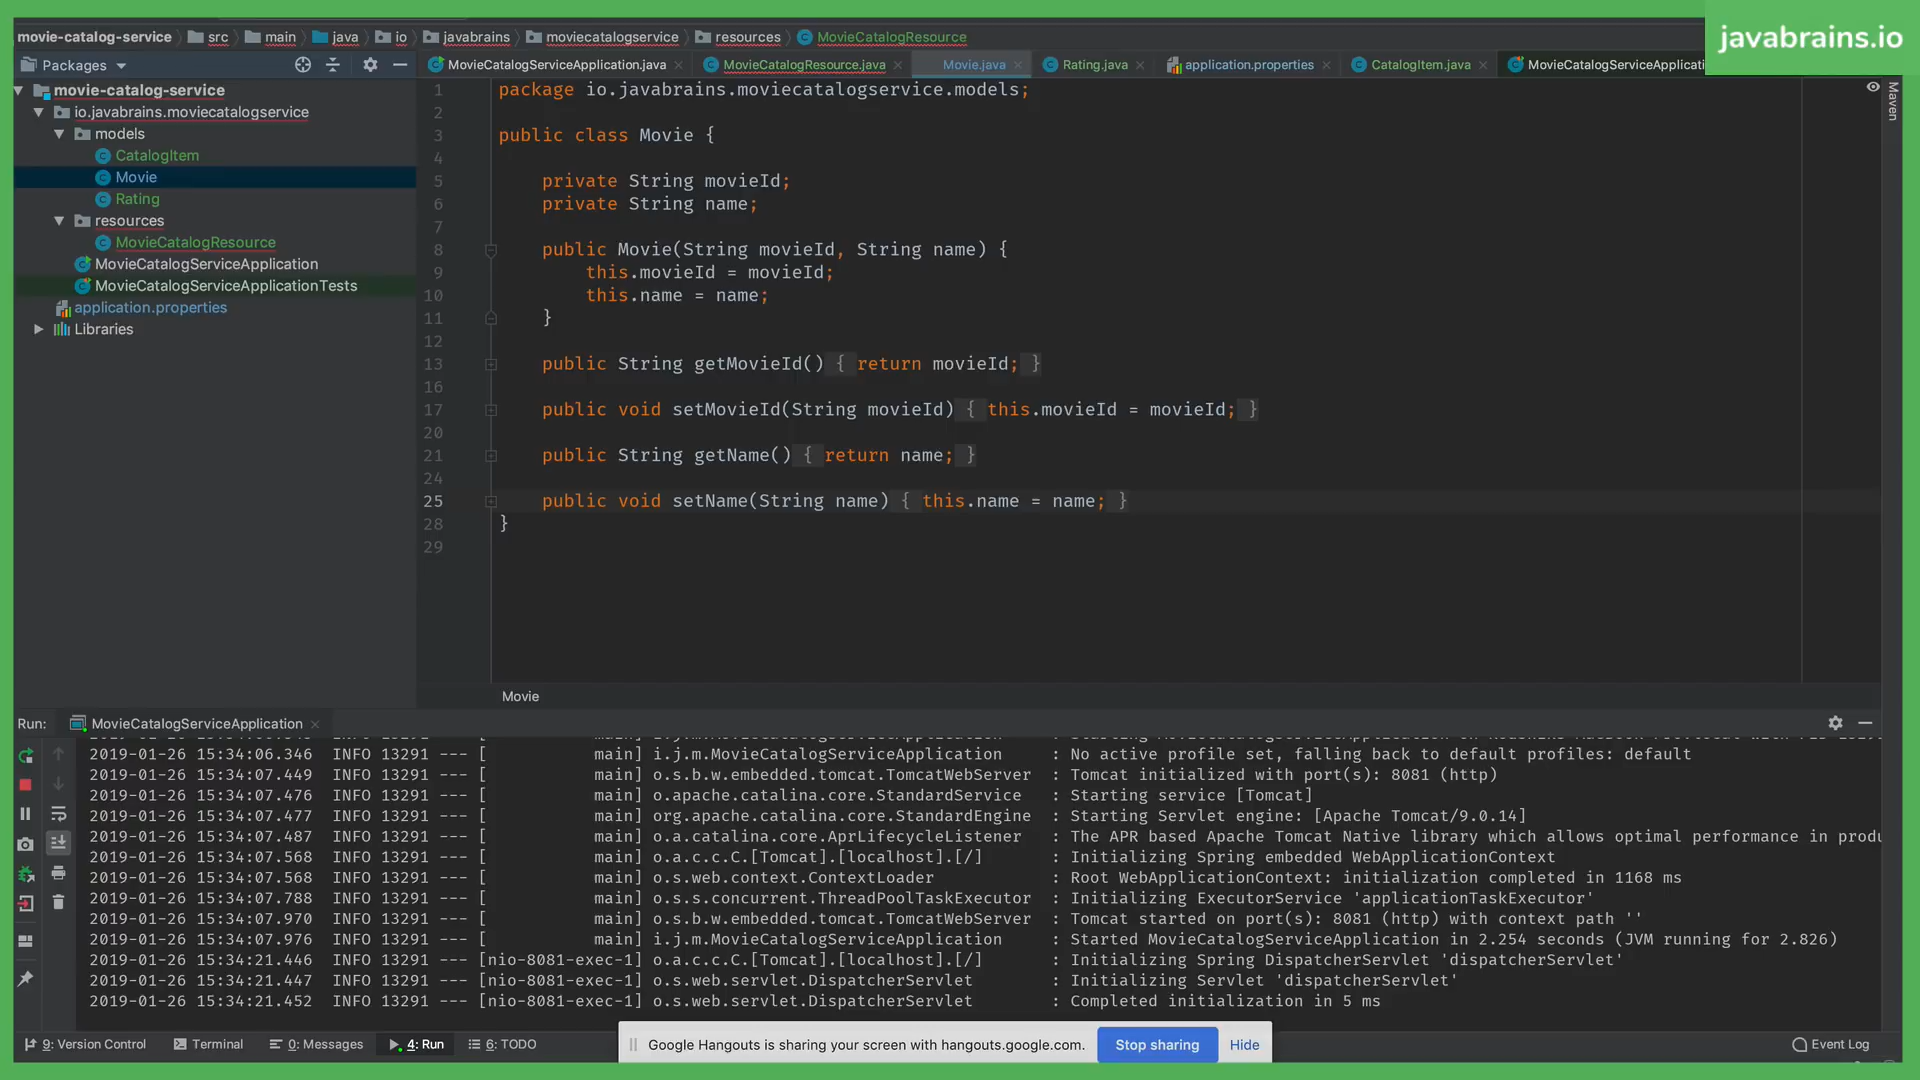 javabrains.io
movie-catalog-service src main java io javabrains moviecatalogservice resources MovieCatalogResource
Packages
MovieCatalogServiceApplication.java MovieCatalogResource.java Movie.java Rating.java application.properties CatalogItem.java MovieCatalogServiceApplicati
Maven
movie-catalog-service
io.javabrains.moviecatalogservice
models
CatalogItem
Movie
Rating
resources
MovieCatalogResource
MovieCatalogServiceApplication
MovieCatalogServiceApplicationTests
application.properties
Libraries
1 package io.javabrains.moviecatalogservice.models;
2
3 public class Movie {
4
5 private String movieId;
6 private String name;
7
8 public Movie(String movieId, String name) {
9 this.movieId = movieId;
10 this.name = name;
11 }
12
13 public String getMovieId() { return movieId; }
16
17 public void setMovieId(String movieId) { this.movieId = movieId; }
20
21 public String getName() { return name; }
24
25 public void setName(String name) { this.name = name; }
28 }
29
Movie
Run: MovieCatalogServiceApplication
2019-01-26 15:34:06.346 INFO 13291 --- [ main] i.j.m.MovieCatalogServiceApplication : No active profile set, falling back to default profiles: default
2019-01-26 15:34:07.449 INFO 13291 --- [ main] o.s.b.w.embedded.tomcat.TomcatWebServer : Tomcat initialized with port(s): 8081 (http)
2019-01-26 15:34:07.476 INFO 13291 --- [ main] o.apache.catalina.core.StandardService : Starting service [Tomcat]
2019-01-26 15:34:07.477 INFO 13291 --- [ main] org.apache.catalina.core.StandardEngine : Starting Servlet engine: [Apache Tomcat/9.0.14]
2019-01-26 15:34:07.487 INFO 13291 --- [ main] o.a.catalina.core.AprLifecycleListener : The APR based Apache Tomcat Native library which allows optimal performance in produ
2019-01-26 15:34:07.568 INFO 13291 --- [ main] o.a.c.c.C.[Tomcat].[localhost].[/] : Initializing Spring embedded WebApplicationContext
2019-01-26 15:34:07.568 INFO 13291 --- [ main] o.s.web.context.ContextLoader : Root WebApplicationContext: initialization completed in 1168 ms
2019-01-26 15:34:07.788 INFO 13291 --- [ main] o.s.s.concurrent.ThreadPoolTaskExecutor : Initializing ExecutorService 'applicationTaskExecutor'
2019-01-26 15:34:07.970 INFO 13291 --- [ main] o.s.b.w.embedded.tomcat.TomcatWebServer : Tomcat started on port(s): 8081 (http) with context path ''
2019-01-26 15:34:07.976 INFO 13291 --- [ main] i.j.m.MovieCatalogServiceApplication : Started MovieCatalogServiceApplication in 2.254 seconds (JVM running for 2.826)
2019-01-26 15:34:21.446 INFO 13291 --- [nio-8081-exec-1] o.a.c.c.C.[Tomcat].[localhost].[/] : Initializing Spring DispatcherServlet 'dispatcherServlet'
2019-01-26 15:34:21.447 INFO 13291 --- [nio-8081-exec-1] o.s.web.servlet.DispatcherServlet : Initializing Servlet 'dispatcherServlet'
2019-01-26 15:34:21.452 INFO 13291 --- [nio-8081-exec-1] o.s.web.servlet.DispatcherServlet : Completed initialization in 5 ms
9: Version Control Terminal 0: Messages 4: Run 6: TODO Event Log
Google Hangouts is sharing your screen with hangouts.google.com. Stop sharing Hide